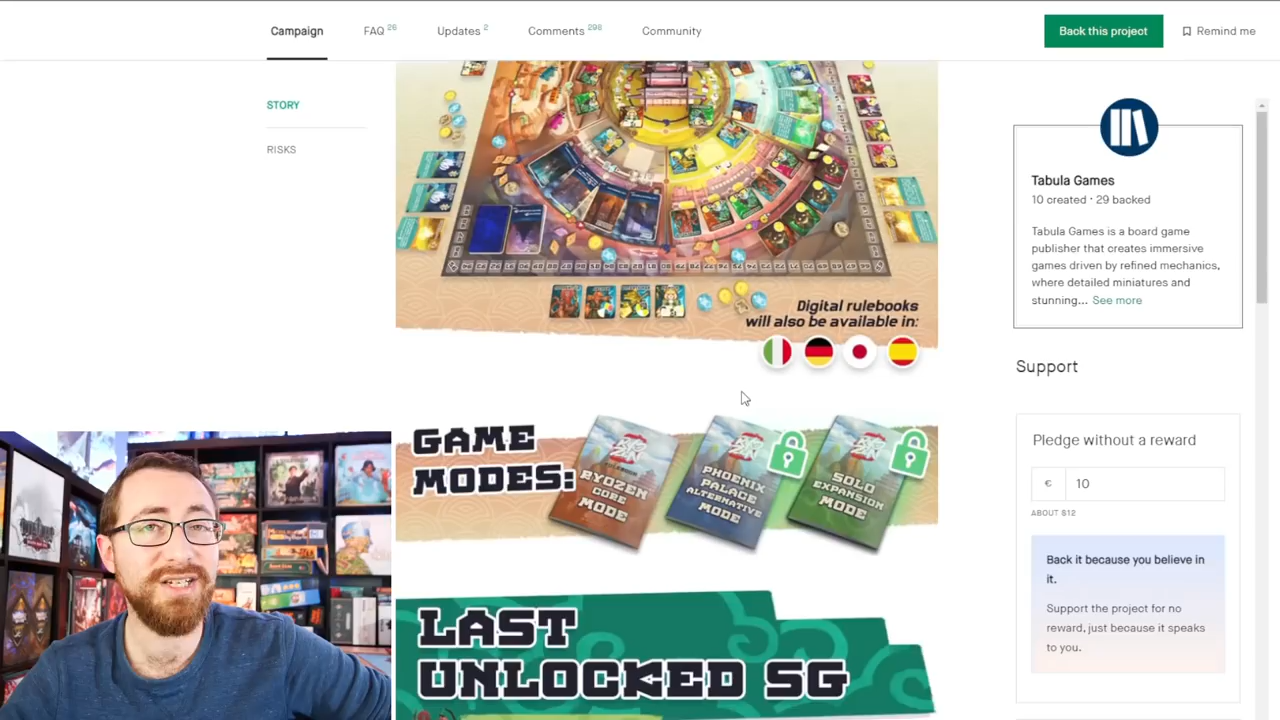 Campaign
FAQ 26
Updates 2
Comments 298
Community
Back this project
Remind me
STORY
RISKS
Digital rulebooks
will also be available in:
GAME
MODES:
RYOZEN
CORE
MODE
PHOENIX
PALACE
ALTERNATIVE
MODE
SOLO
EXPANSION
MODE
LAST
UNLOCKED SG
Tabula Games
10 created · 29 backed
Tabula Games is a board game
publisher that creates immersive
games driven by refined mechanics,
where detailed miniatures and
stunning... See more
Support
Pledge without a reward
€ 10
ABOUT $12
Back it because you believe in
it.
Support the project for no
reward, just because it speaks
to you.